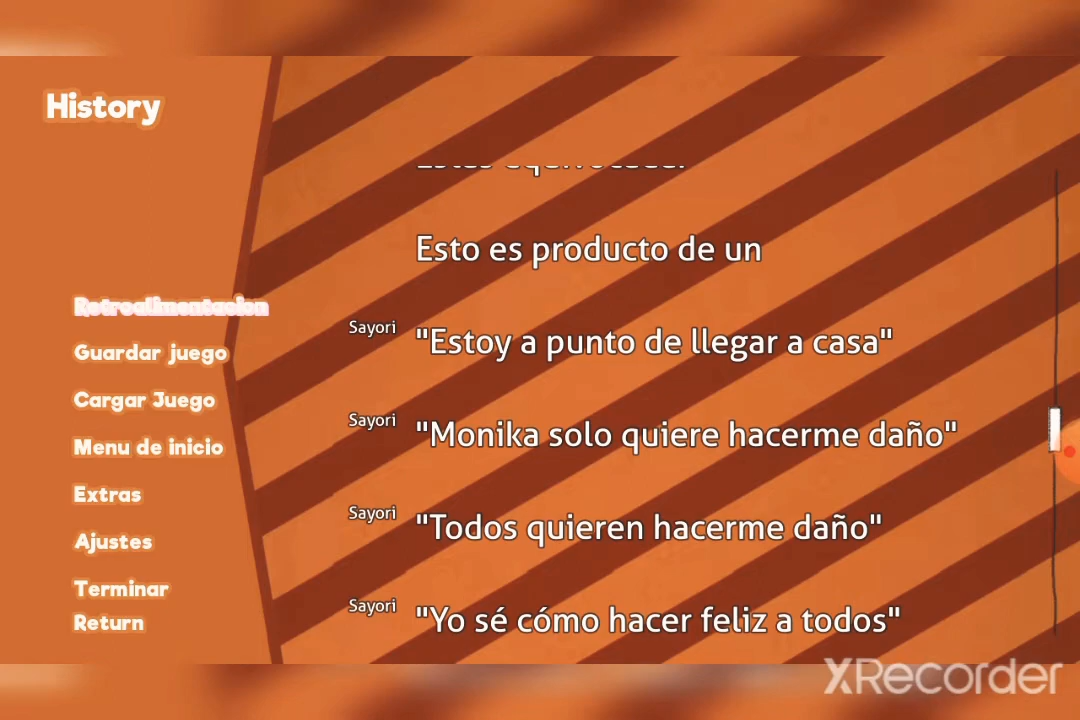 History
Esto es producto de un
Retroalimentacion
Sayori
"Estoy a punto de llegar a casa"
Guardar juego
Cargar Juego
Sayori
"Monika solo quiere hacerme daño"
Menu de inicio
Extras
Sayori
"Todos quieren hacerme daño"
Ajustes
Terminar
Sayori
"Yo sé cómo hacer feliz a todos"
Return
XRecorder